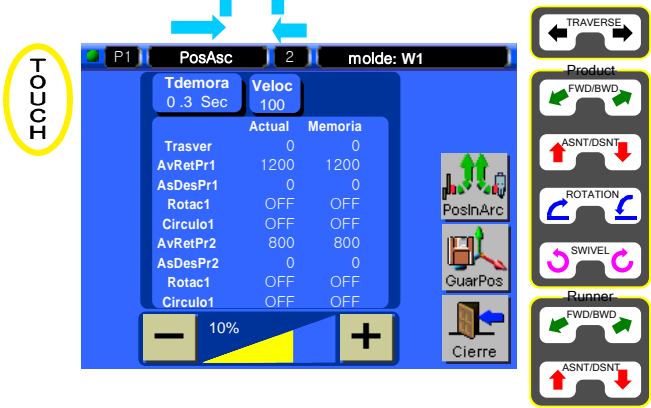 TOUCH
P1 PosAsc 2 molde: W1
Tdemora
0 .3 Sec
Veloc
100
Actual Memoria
Trasver 0 0
AvRetPr1 1200 1200
AsDesPr1 0 0
Rotac1 OFF OFF
Circulo1 OFF OFF
AvRetPr2 800 800
AsDesPr2 0 0
Rotac1 OFF OFF
Circulo1 OFF OFF
10%
PosInArc
GuarPos
Cierre
TRAVERSE
Product
FWD/BWD
ASNT/DSNT
ROTATION
SWIVEL
Runner
FWD/BWD
ASNT/DSNT